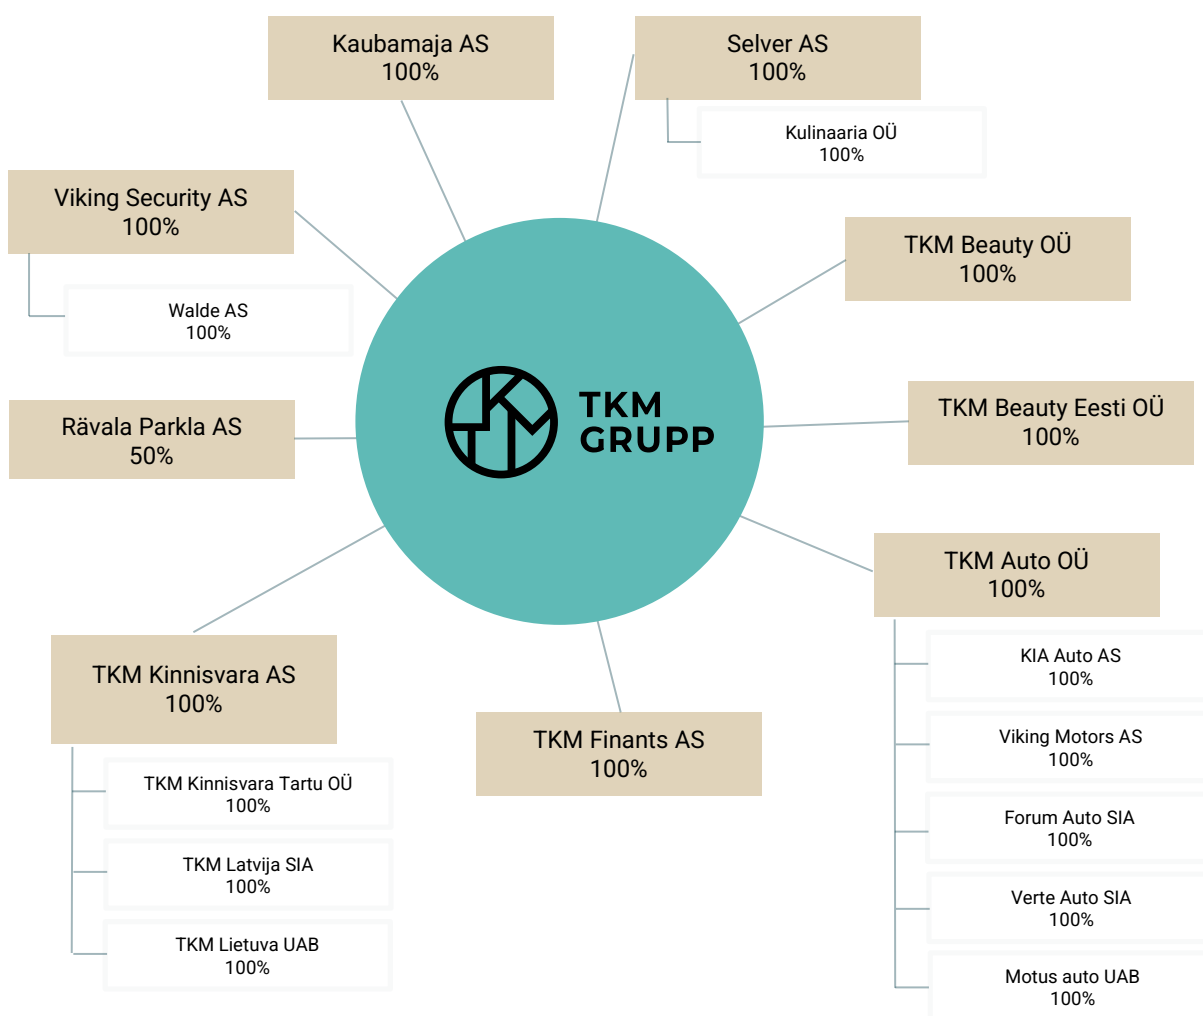 Kaubamaja AS
100%
Selver AS
100%
Kulinaaria OÜ
100%
Viking Security AS
100%
Walde AS
100%
TKM Beauty OÜ
100%
Rävala Parkla AS
50%
TKM
GRUPP
TKM Beauty Eesti OÜ
100%
TKM Auto OÜ
100%
KIA Auto AS
100%
Viking Motors AS
100%
Forum Auto SIA
100%
Verte Auto SIA
100%
Motus auto UAB
100%
TKM Kinnisvara AS
100%
TKM Kinnisvara Tartu OÜ
100%
TKM Latvija SIA
100%
TKM Lietuva UAB
100%
TKM Finants AS
100%